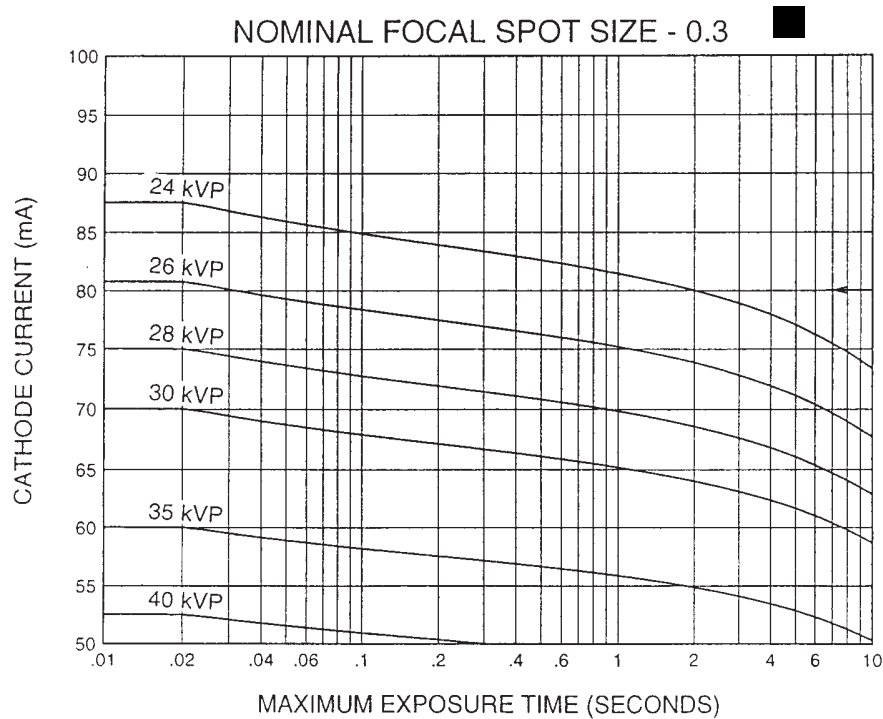 NOMINAL FOCAL SPOT SIZE - 0.3
100
95
90
85
80
75
70
65
60
55
50
CATHODE CURRENT (mA)
24 kVP
26 kVP
28 kVP
30 kVP
35 kVP
40 kVP
.01 .02 .04 .06 .1 .2 .4 .6 1 2 4 6 10
MAXIMUM EXPOSURE TIME (SECONDS)